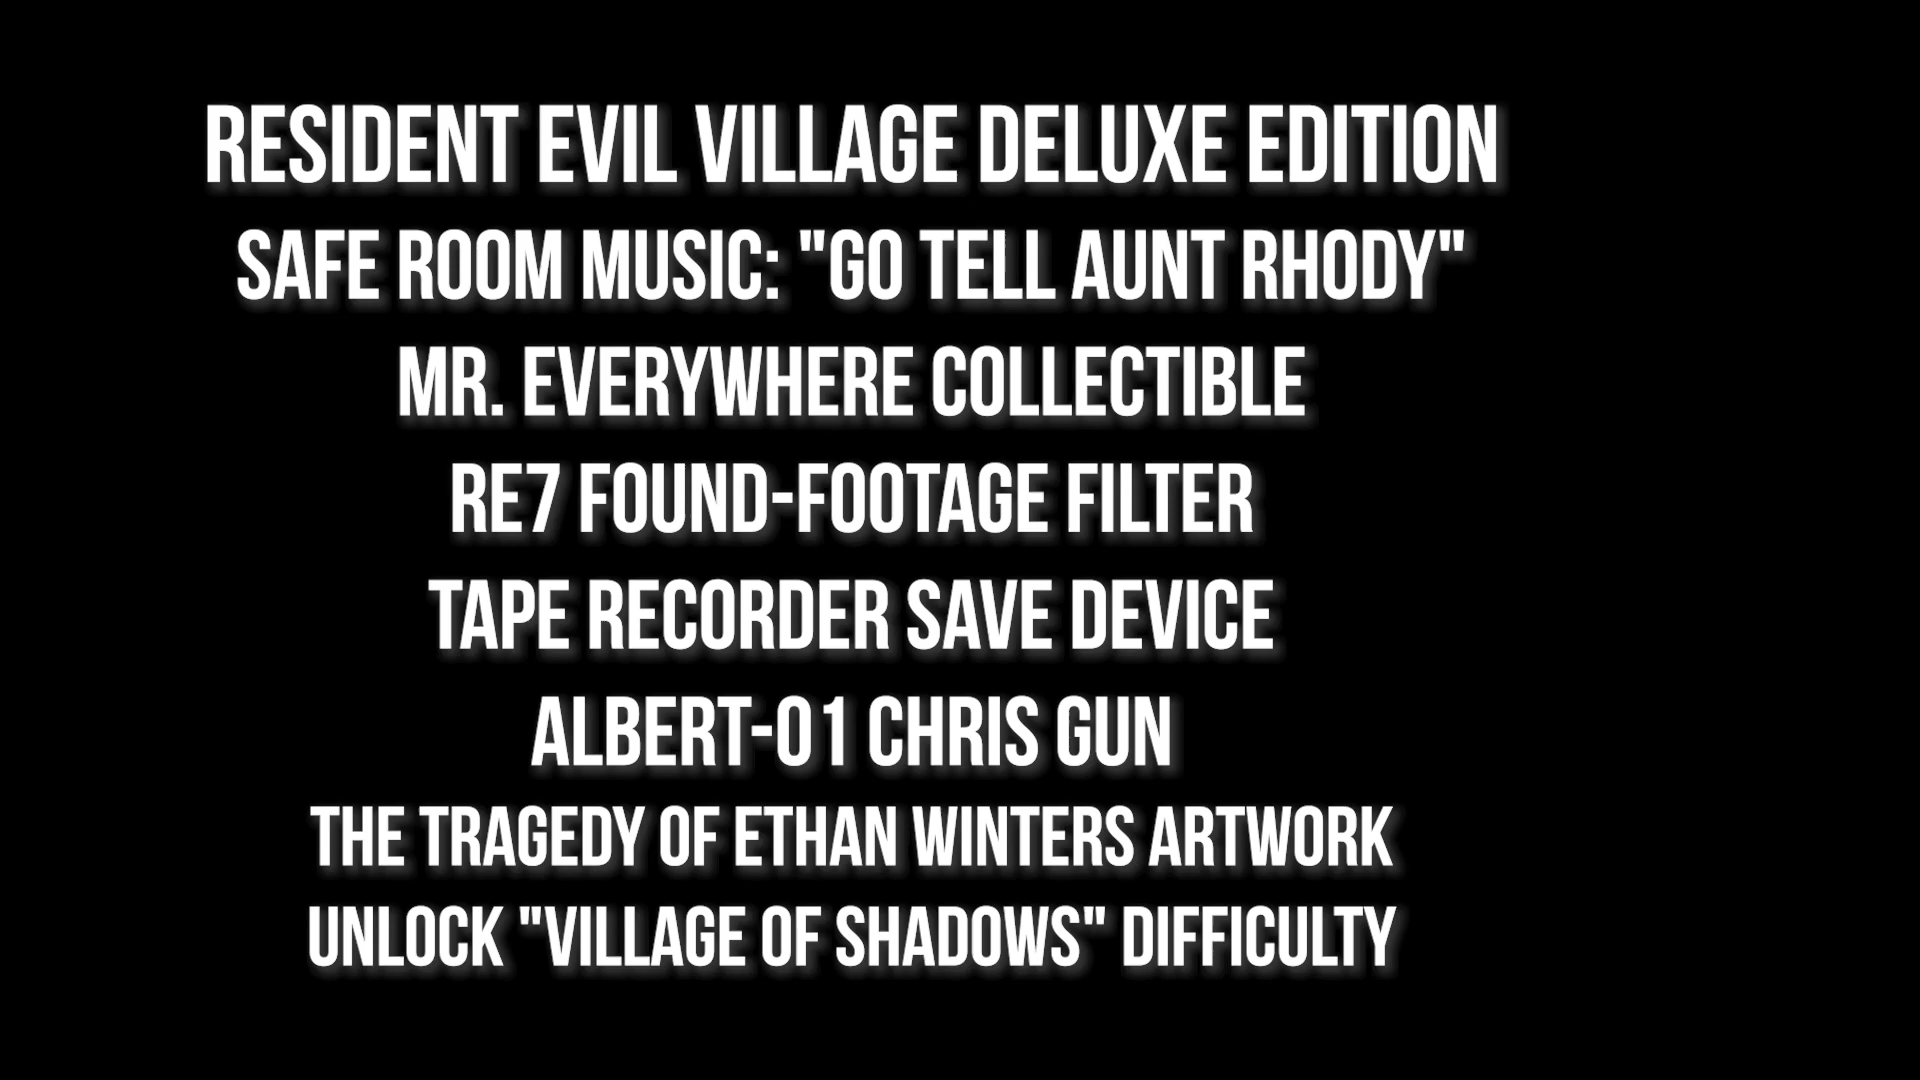 RESIDENT EVIL VILLAGE DELUXE EDITION
SAFE ROOM MUSIC: "GO TELL AUNT RHODY"
MR. EVERYWHERE COLLECTIBLE
RE7 FOUND-FOOTAGE FILTER
TAPE RECORDER SAVE DEVICE
ALBERT-01 CHRIS GUN
THE TRAGEDY OF ETHAN WINTERS ARTWORK
UNLOCK "VILLAGE OF SHADOWS" DIFFICULTY